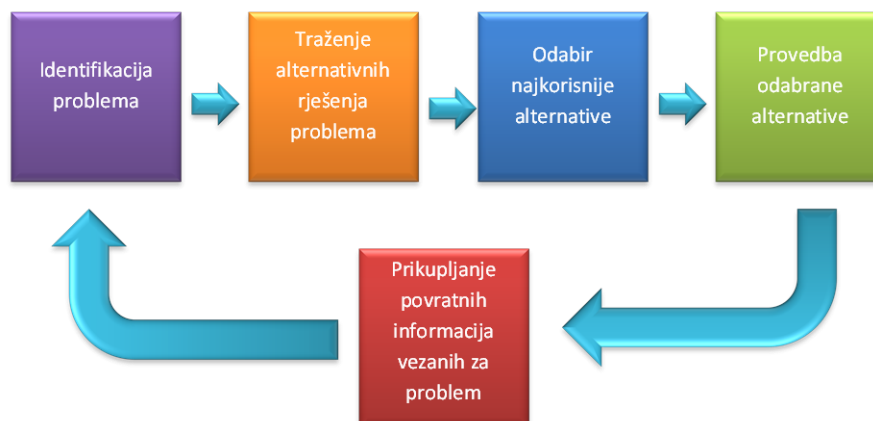 Identifikacija
problema
Traženje
alternativnih
rješenja
problema
Odabir
najkorisnije
alternative
Provedba
odabrane
alternative
Prikupljanje
povratnih
informacija
vezanih za
problem